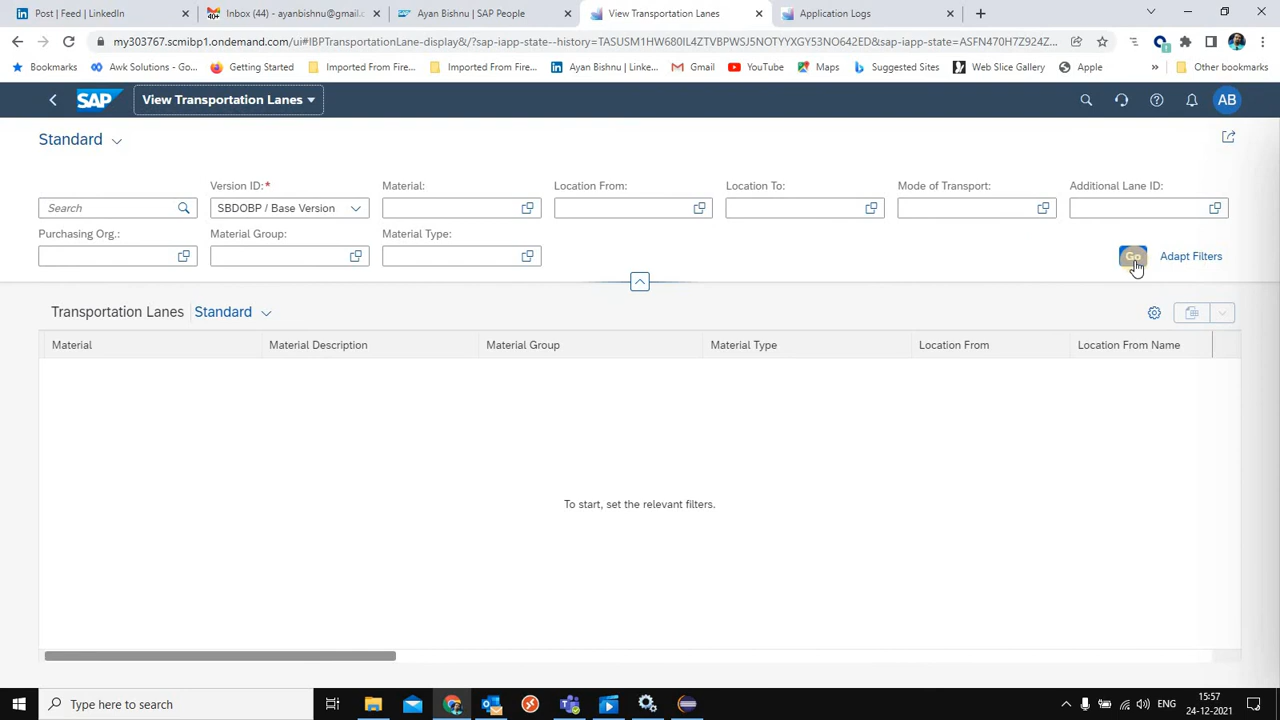 Post | Feed | LinkedIn
Inbox (44) - ayanbishnu@gmail.c
Ayan Bishnu | SAP People
View Transportation Lanes
Application Logs
my303767.scmibp1.ondemand.com/ui#IBPTransportationLane-display&/?sap-iapp-state--history=TASUSM1HW680IL4ZTVBPWSJ5NOTYYXGY53NO642ED&sap-iapp-state=ASFN470H7Z924Z...
Bookmarks
Awk Solutions - Go...
Getting Started
Imported From Fire...
Imported From Fire...
Ayan Bishnu | Linke...
Gmail
YouTube
Maps
Suggested Sites
Web Slice Gallery
Apple
»
Other bookmarks
SAP
View Transportation Lanes
AB
Standard
Version ID:*
Material:
Location From:
Location To:
Mode of Transport:
Additional Lane ID:
Search
SBDOBP / Base Version
Purchasing Org.:
Material Group:
Material Type:
Go
Adapt Filters
Transportation Lanes
Standard
Material
Material Description
Material Group
Material Type
Location From
Location From Name
To start, set the relevant filters.
Type here to search
ENG
15:57
24-12-2021